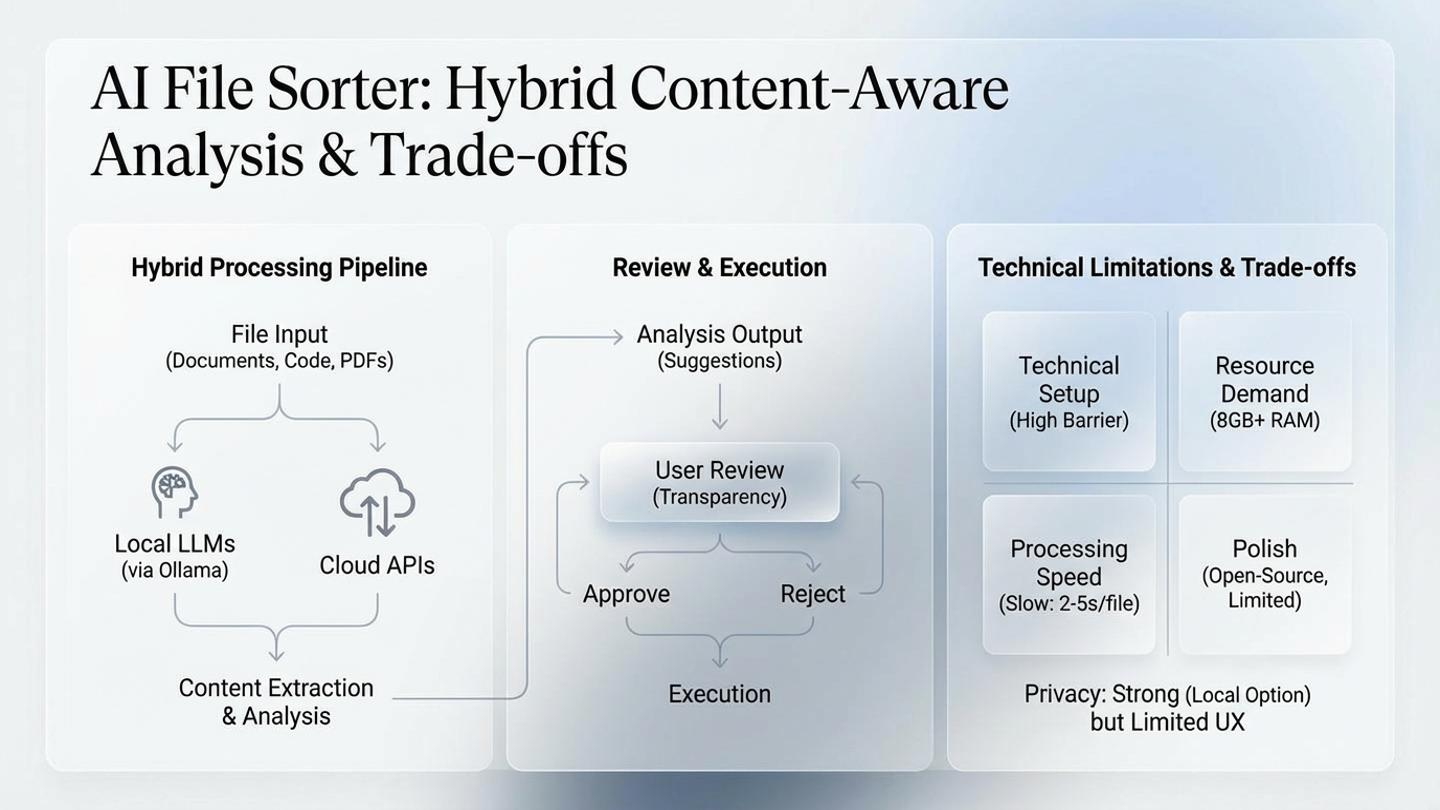 AI File Sorter: Hybrid Content-Aware
Analysis & Trade-offs
Hybrid Processing Pipeline
File Input
(Documents, Code, PDFs)
Local LLMs
(via Ollama)
Cloud APIs
Content Extraction
& Analysis
Review & Execution
Analysis Output
(Suggestions)
User Review
(Transparency)
Approve
Reject
Execution
Technical Limitations & Trade-offs
Technical
Setup
(High Barrier)
Resource
Demand
(8GB+ RAM)
Processing
Speed
(Slow: 2-5s/file)
Polish
(Open-Source,
Limited)
Privacy: Strong (Local Option)
but Limited UX